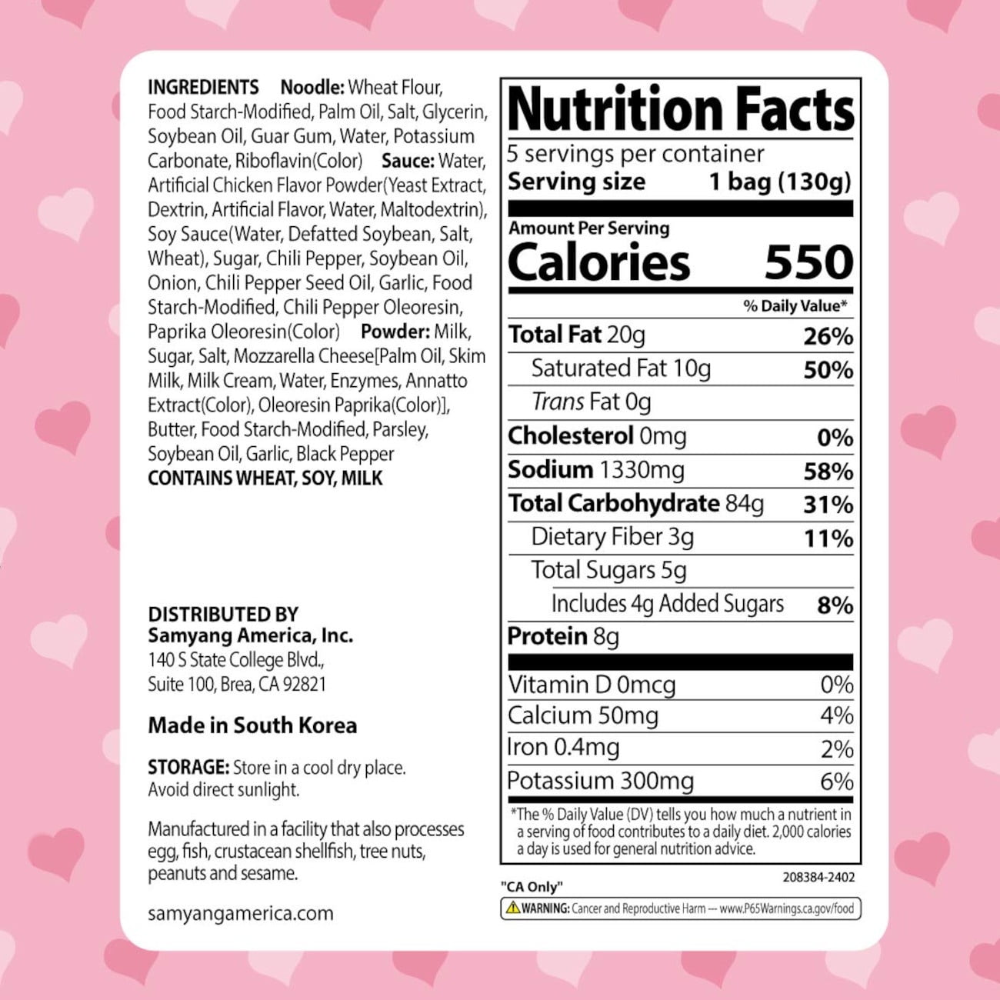 INGREDIENTS Noodle: Wheat Flour,
Food Starch-Modified, Palm Oil, Salt, Glycerin,
Soybean Oil, Guar Gum, Water, Potassium
Carbonate, Riboflavin(Color) Sauce: Water,
Artificial Chicken Flavor Powder(Yeast Extract,
Dextrin, Artificial Flavor, Water, Maltodextrin),
Soy Sauce(Water, Defatted Soybean, Salt,
Wheat), Sugar, Chili Pepper, Soybean Oil,
Onion, Chili Pepper Seed Oil, Garlic, Food
Starch-Modified, Chili Pepper Oleoresin,
Paprika Oleoresin(Color) Powder: Milk,
Sugar, Salt, Mozzarella Cheese[Palm Oil, Skim
Milk, Milk Cream, Water, Enzymes, Annatto
Extract(Color), Oleoresin Paprika(Color)],
Butter, Food Starch-Modified, Parsley,
Soybean Oil, Garlic, Black Pepper
CONTAINS WHEAT, SOY, MILK
DISTRIBUTED BY
Samyang America, Inc.
140 S State College Blvd.,
Suite 100, Brea, CA 92821
Made in South Korea
STORAGE: Store in a cool dry place.
Avoid direct sunlight.
Manufactured in a facility that also processes
egg, fish, crustacean shellfish, tree nuts,
peanuts and sesame.
samyangamerica.com
Nutrition Facts
5 servings per container
Serving size 1 bag (130g)
Amount Per Serving
Calories 550
% Daily Value*
Total Fat 20g 26%
Saturated Fat 10g 50%
Trans Fat 0g
Cholesterol 0mg 0%
Sodium 1330mg 58%
Total Carbohydrate 84g 31%
Dietary Fiber 3g 11%
Total Sugars 5g
Includes 4g Added Sugars 8%
Protein 8g
Vitamin D 0mcg 0%
Calcium 50mg 4%
Iron 0.4mg 2%
Potassium 300mg 6%
*The % Daily Value (DV) tells you how much a nutrient in
a serving of food contributes to a daily diet. 2,000 calories
a day is used for general nutrition advice.
208384-2402
"CA Only"
WARNING: Cancer and Reproductive Harm --- www.P65Warnings.ca.gov/food